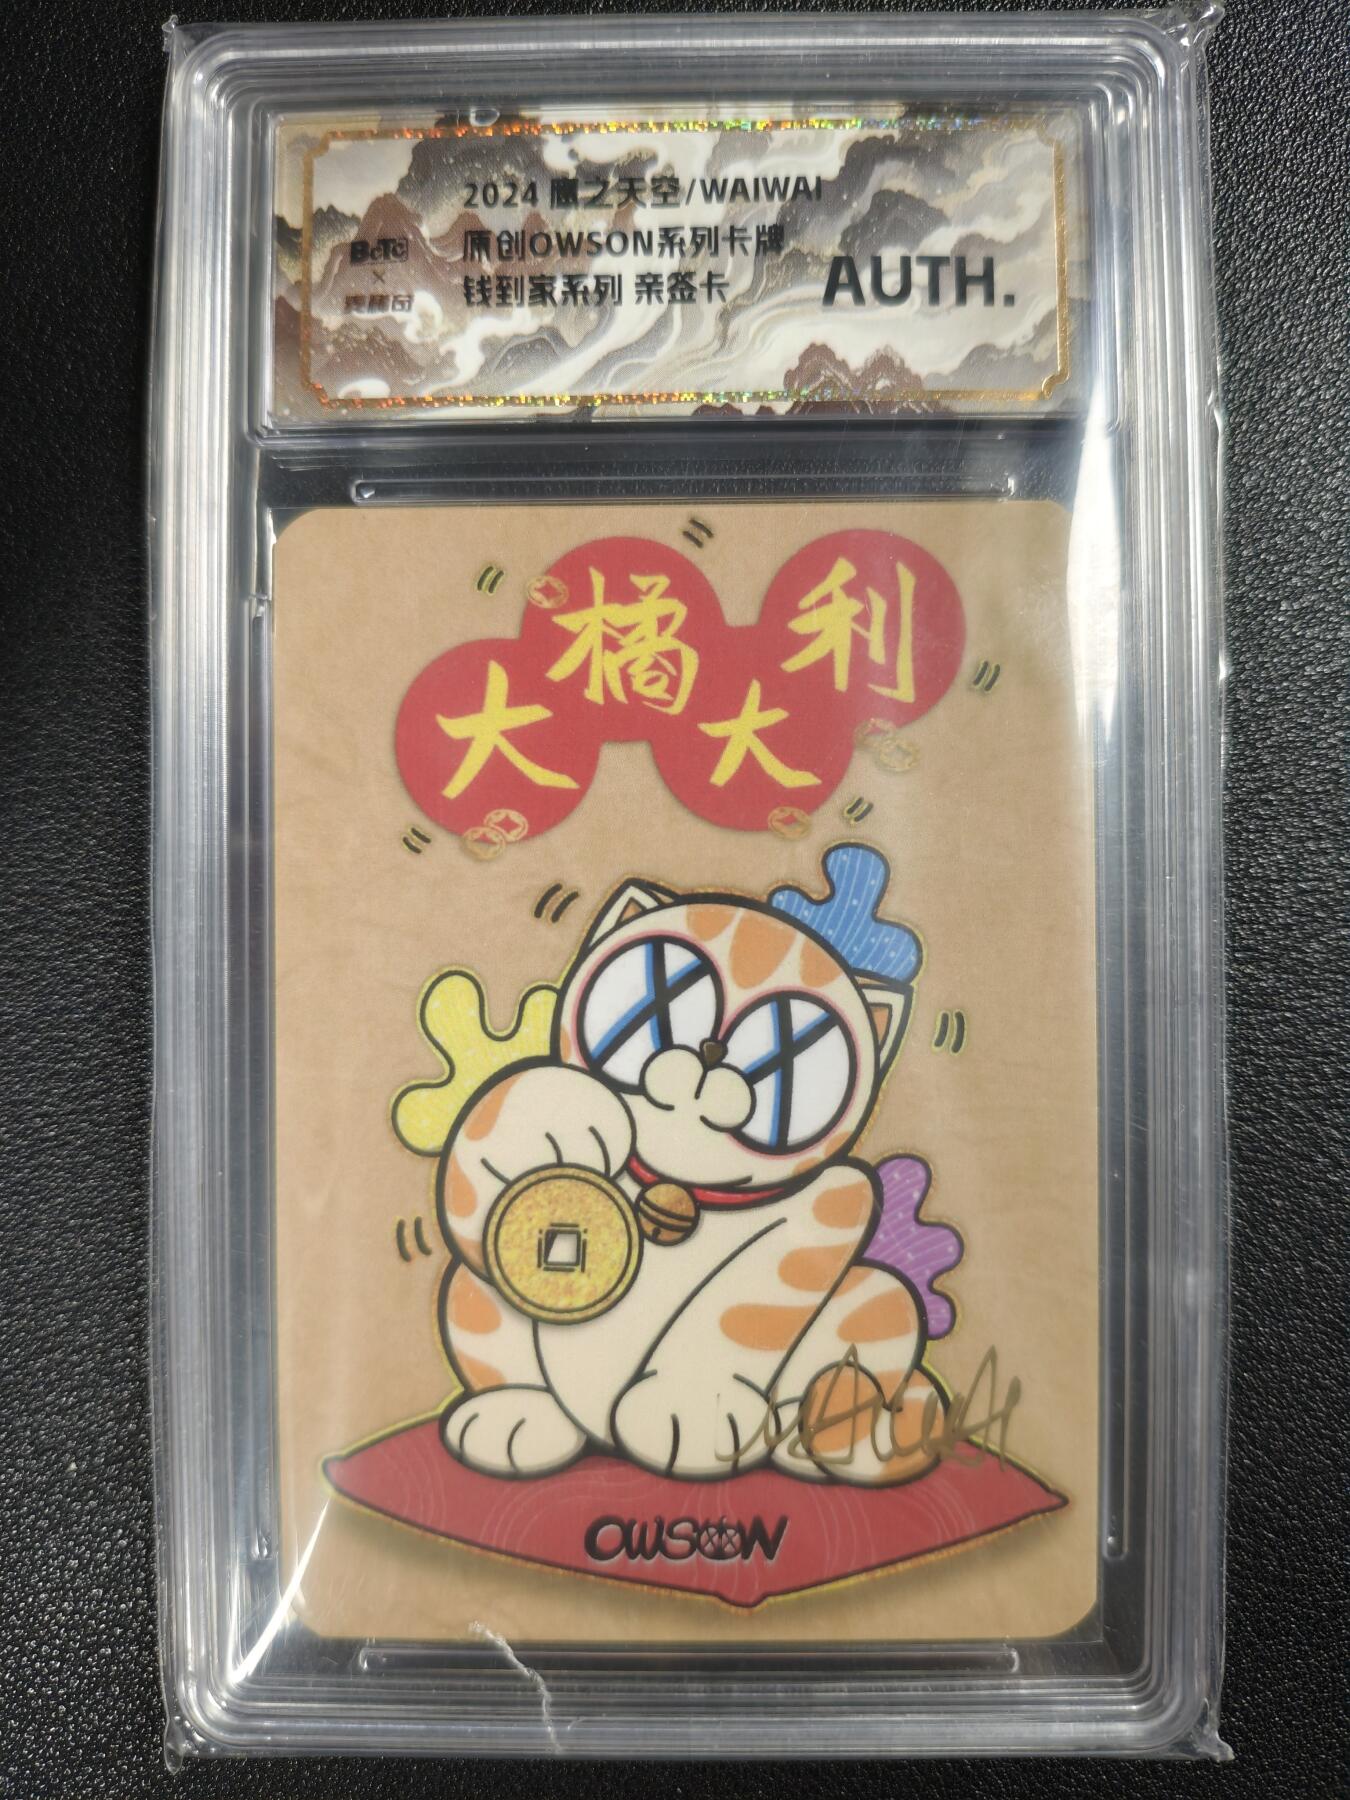 2024 鹰之天空/WAIWAI
原创OWSON系列卡牌
钱到家系列 亲签卡
AUTH.
BcTc
×
大橘大利
OWSON